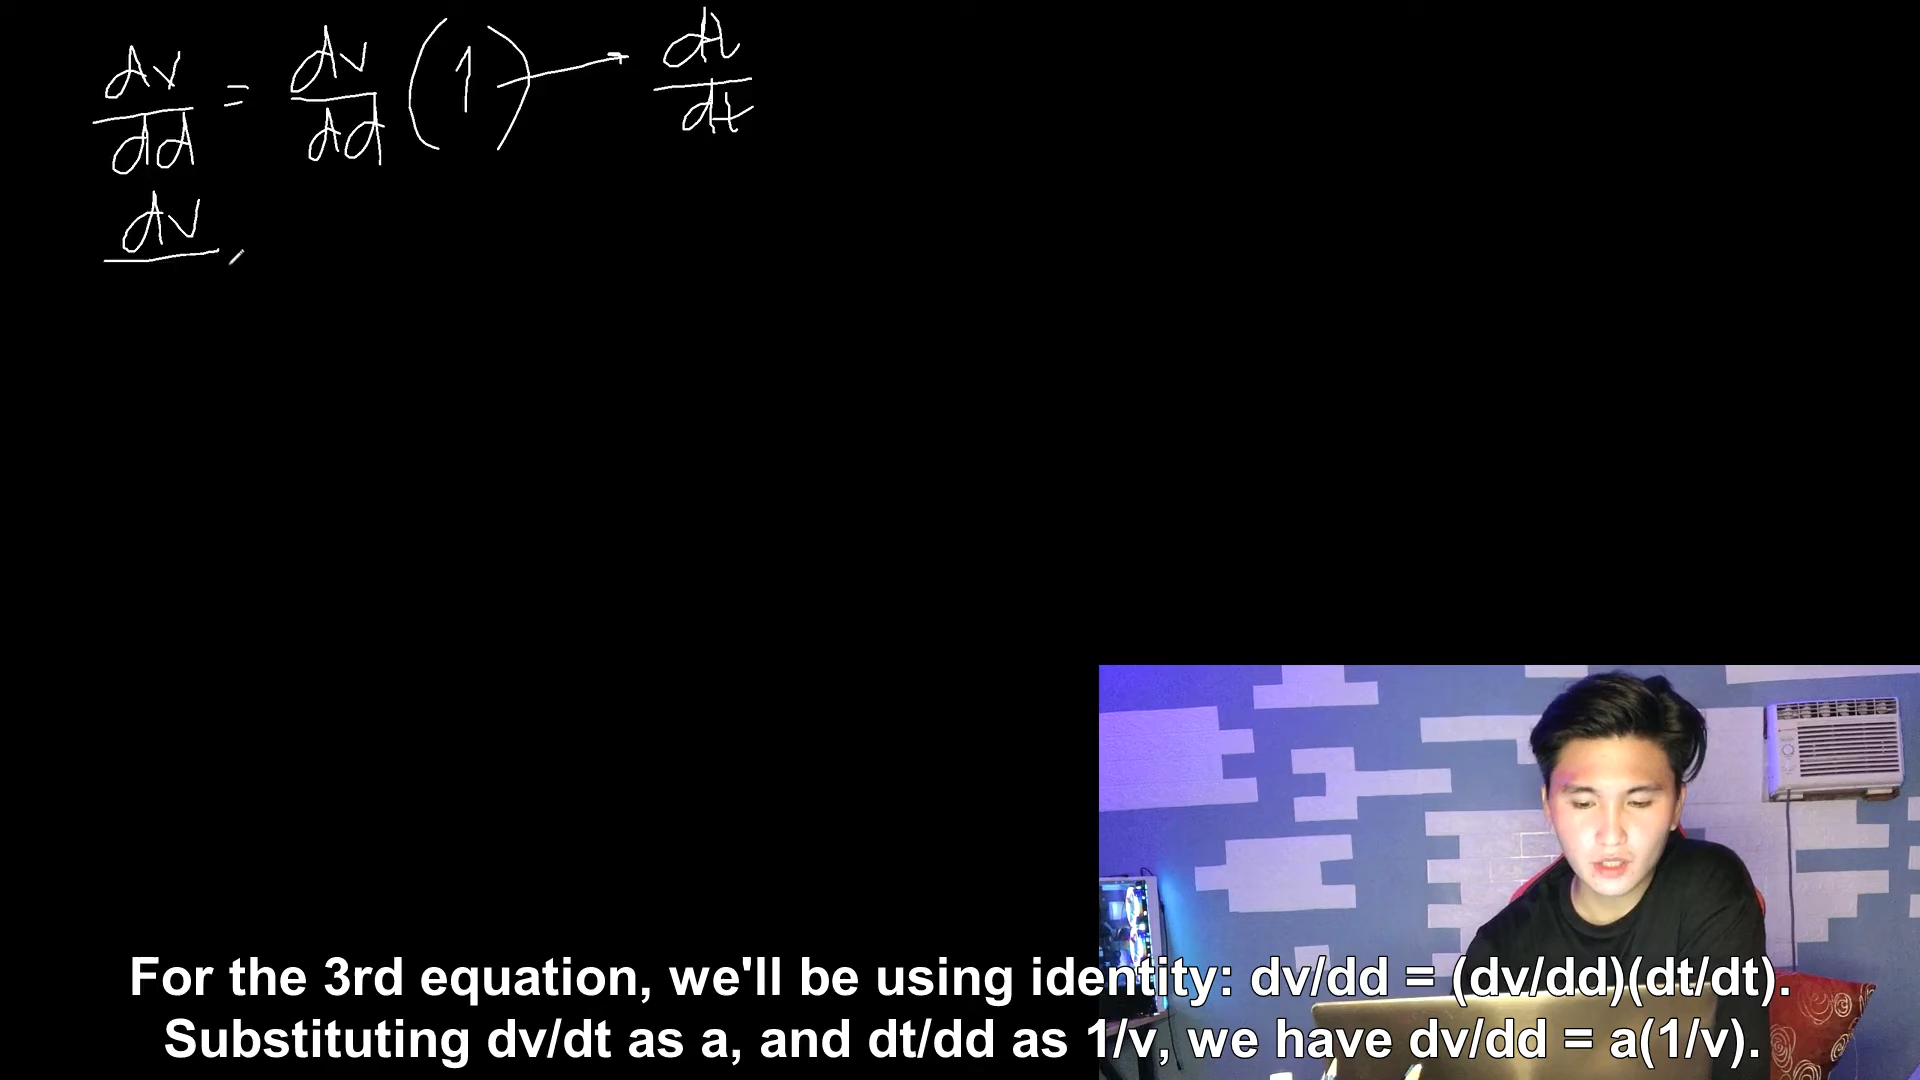 dv/dd = dv/dd (1) → dt/dt
dv
For the 3rd equation, we'll be using identity: dv/dd = (dv/dd)(dt/dt).
Substituting dv/dt as a, and dt/dd as 1/v, we have dv/dd = a(1/v).